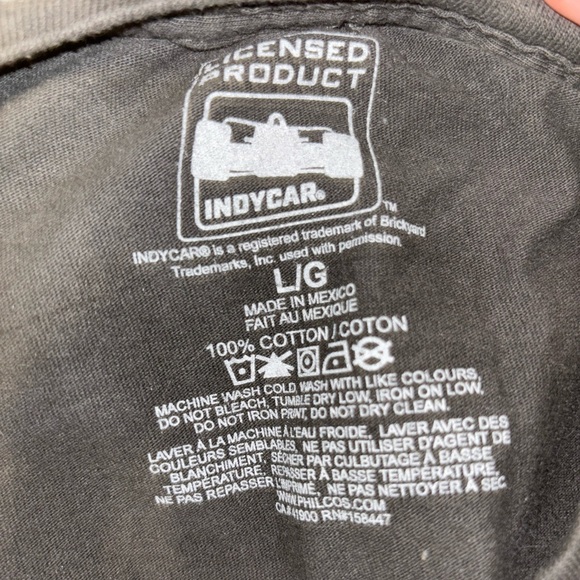 LICENSED
PRODUCT
INDYCAR®
™
INDYCAR® is a registered trademark of Brickyard
Trademarks, Inc. used with permission.
L/G
MADE IN MEXICO
FAIT AU MEXIQUE
100% COTTON/COTON
MACHINE WASH COLD, WASH WITH LIKE COLOURS,
DO NOT BLEACH, TUMBLE DRY LOW, IRON ON LOW,
DO NOT IRON PRINT, DO NOT DRY CLEAN.
LAVER À LA MACHINE À L'EAU FROIDE, LAVER AVEC DES
COULEURS SEMBLABLES, NE PAS UTILISER D'AGENT DE
BLANCHIMENT, SÉCHER PAR CULBUTAGE À BASSE
TEMPÉRATURE, REPASSER À BASSE TEMPÉRATURE,
NE PAS REPASSER L'IMPRIMÉ, NE PAS NETTOYER À SEC
WWW.PHILCOS.COM
CA# 41900 RN#158447